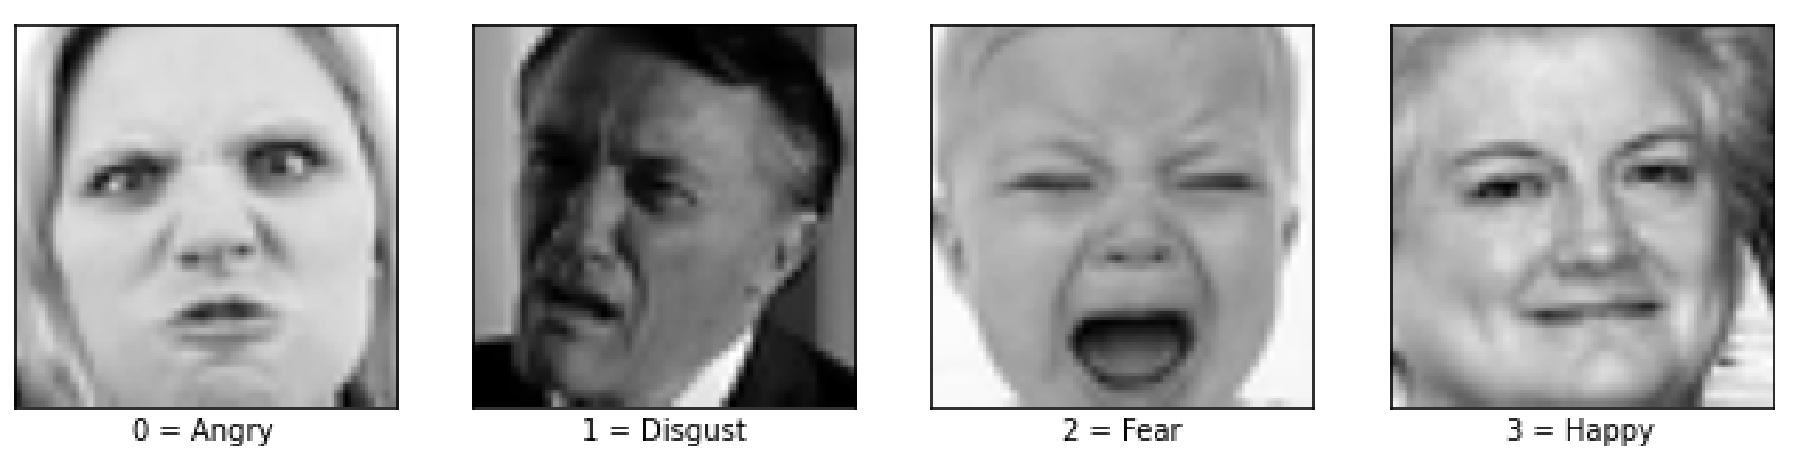 0 = Angry
1 = Disgust
2 = Fear
3 = Happy